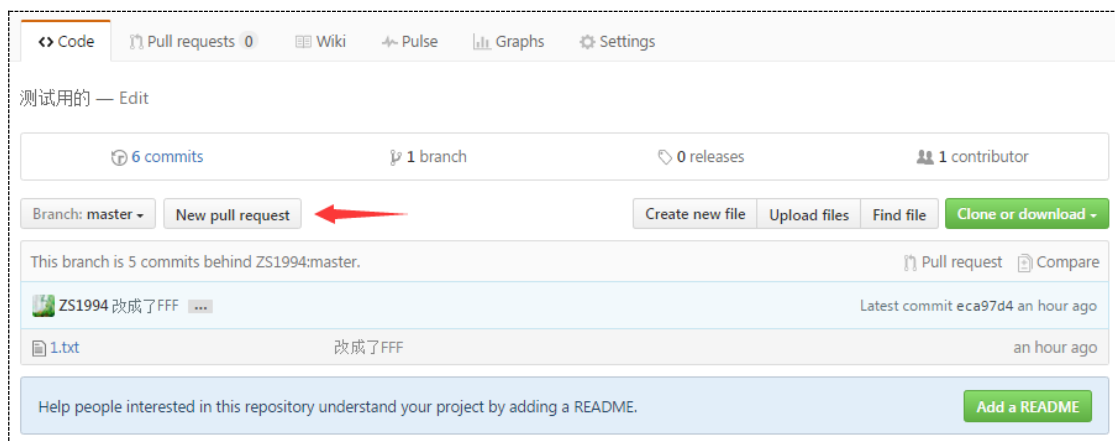 Code Pull requests 0 Wiki Pulse Graphs Settings
测试用的 — Edit
6 commits 1 branch 0 releases 1 contributor
Branch: master New pull request Create new file Upload files Find file Clone or download
This branch is 5 commits behind ZS1994:master. Pull request Compare
ZS1994 改成了FFF ... Latest commit eca97d4 an hour ago
1.txt 改成了FFF an hour ago
Help people interested in this repository understand your project by adding a README. Add a README